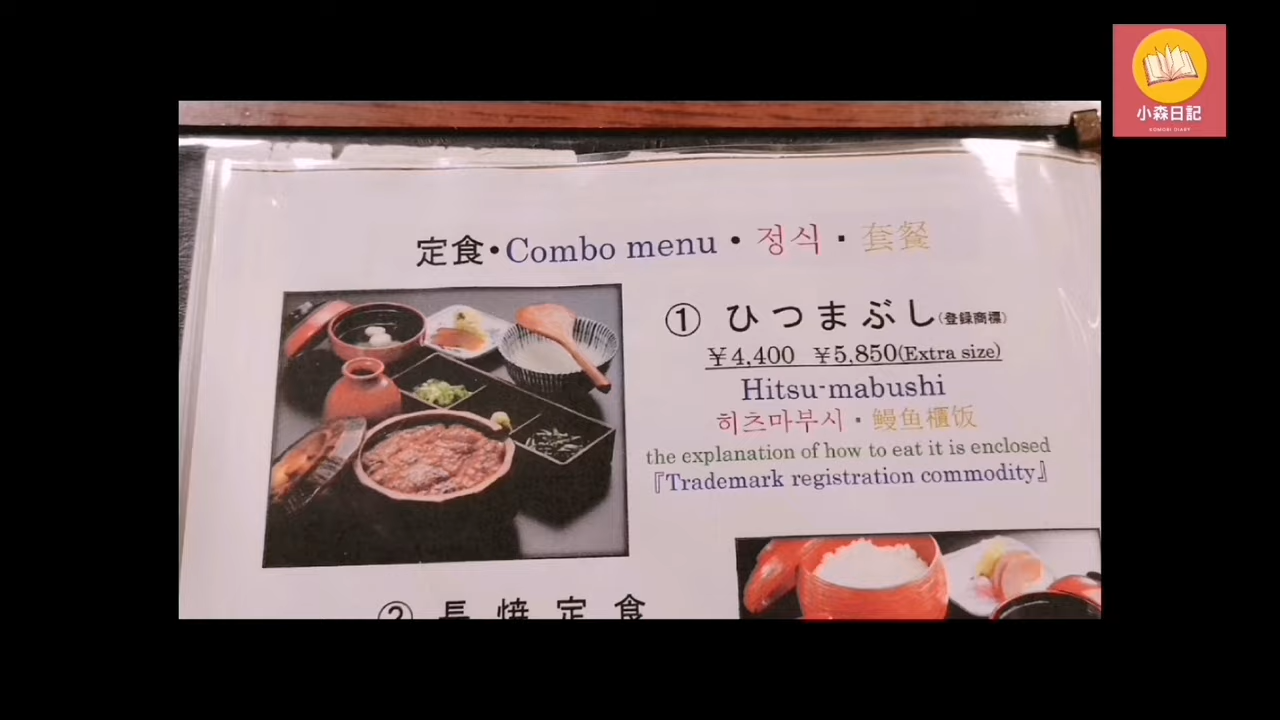 小森日記
KOMORI DIARY
定食・Combo menu・정식・套餐
① ひつまぶし(登録商標)
￥4,400 ￥5,850(Extra size)
Hitsu-mabushi
히츠마부시・鳗鱼櫃饭
the explanation of how to eat it is enclosed
『Trademark registration commodity』
② 長焼定食